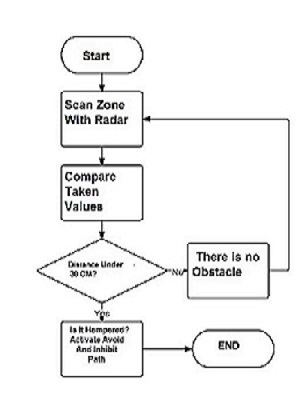 Start
Scan Zone
With Radar
Compare
Taken
Values
Distance Under
30 CM?
No
There is no
Obstacle
Yes
Is It Hempered?
Activate Avoid
And Inhibit
Path
END